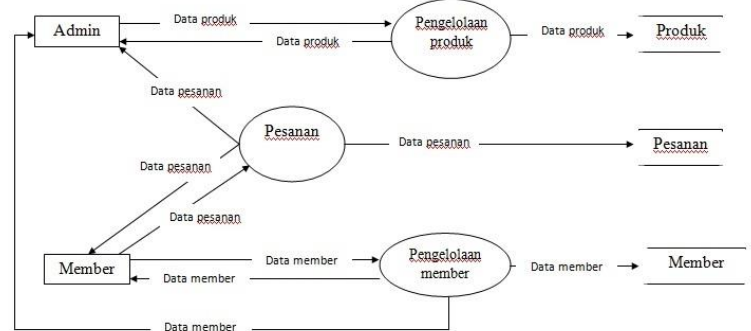 Data produk
Admin
Pengelolaan
produk
Data produk
Produk
Data produk
Data pesanan
Pesanan
Data pesanan
Pesanan
Data pesanan
Data pesanan
Member
Data member
Data member
Pengelolaan
member
Data member
Member
Data member